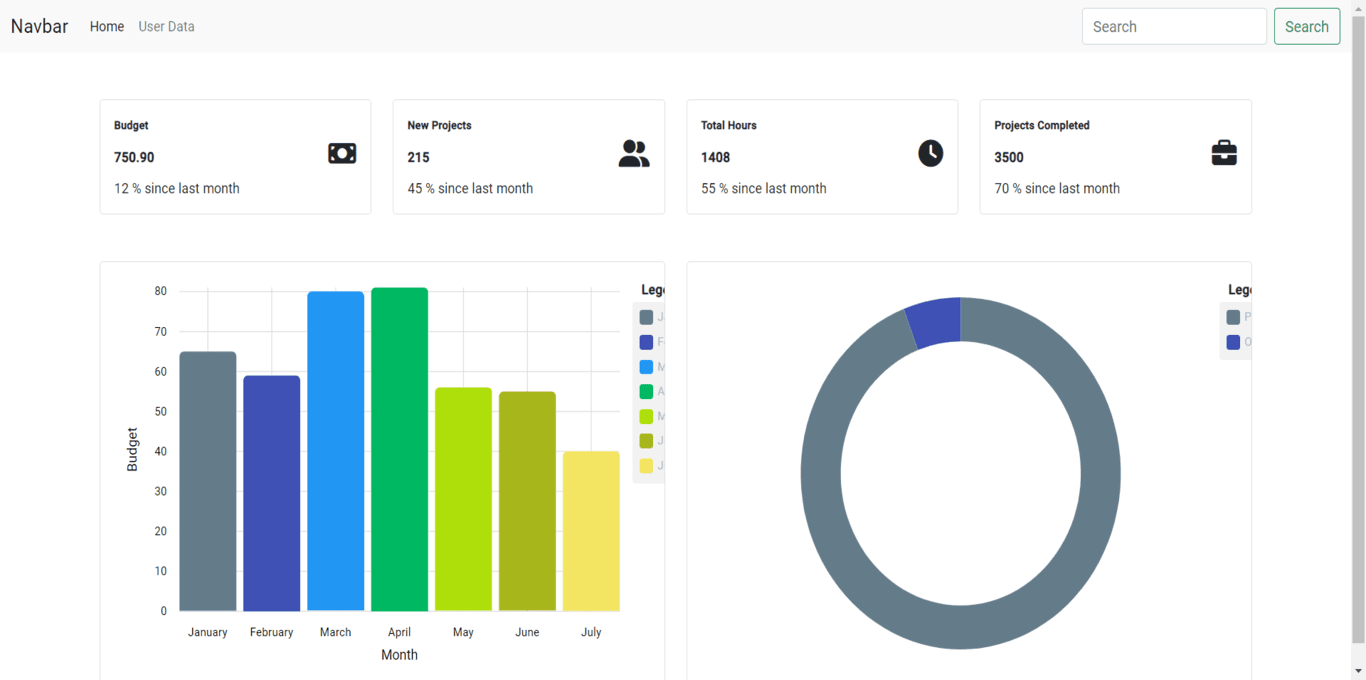 Navbar Home User Data Search Search
Budget
750.90
12 % since last month
New Projects
215
45 % since last month
Total Hours
1408
55 % since last month
Projects Completed
3500
70 % since last month
80
70
60
50
40
30
20
10
0
Budget
January February March April May June July
Month